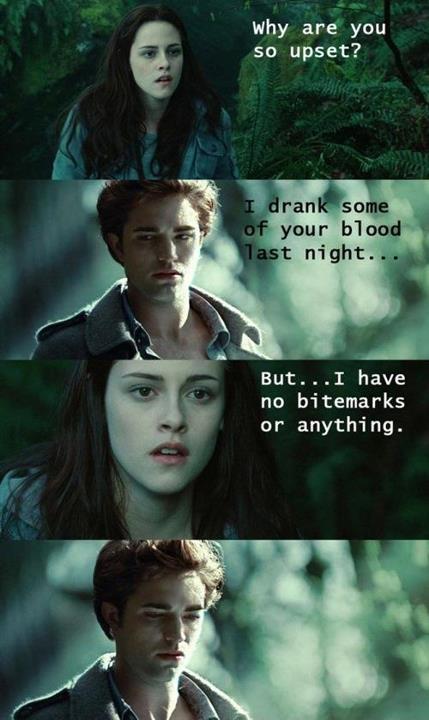 Why are you
so upset?
I drank some
of your blood
last night...
But...I have
no bitemarks
or anything.